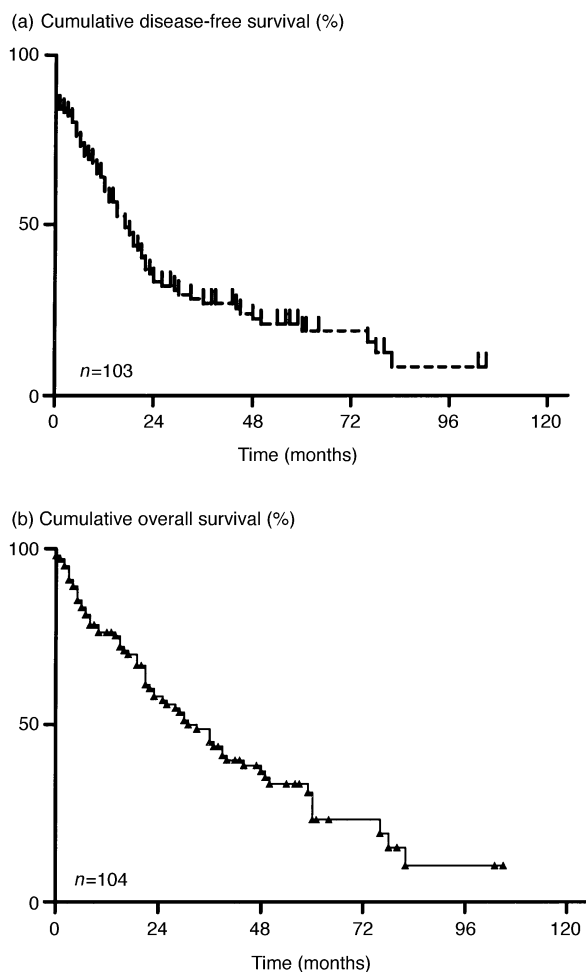 (a) Cumulative disease-free survival (%)
100
50
0
n=103
0 24 48 72 96 120
Time (months)
(b) Cumulative overall survival (%)
100
50
0
n=104
0 24 48 72 96 120
Time (months)